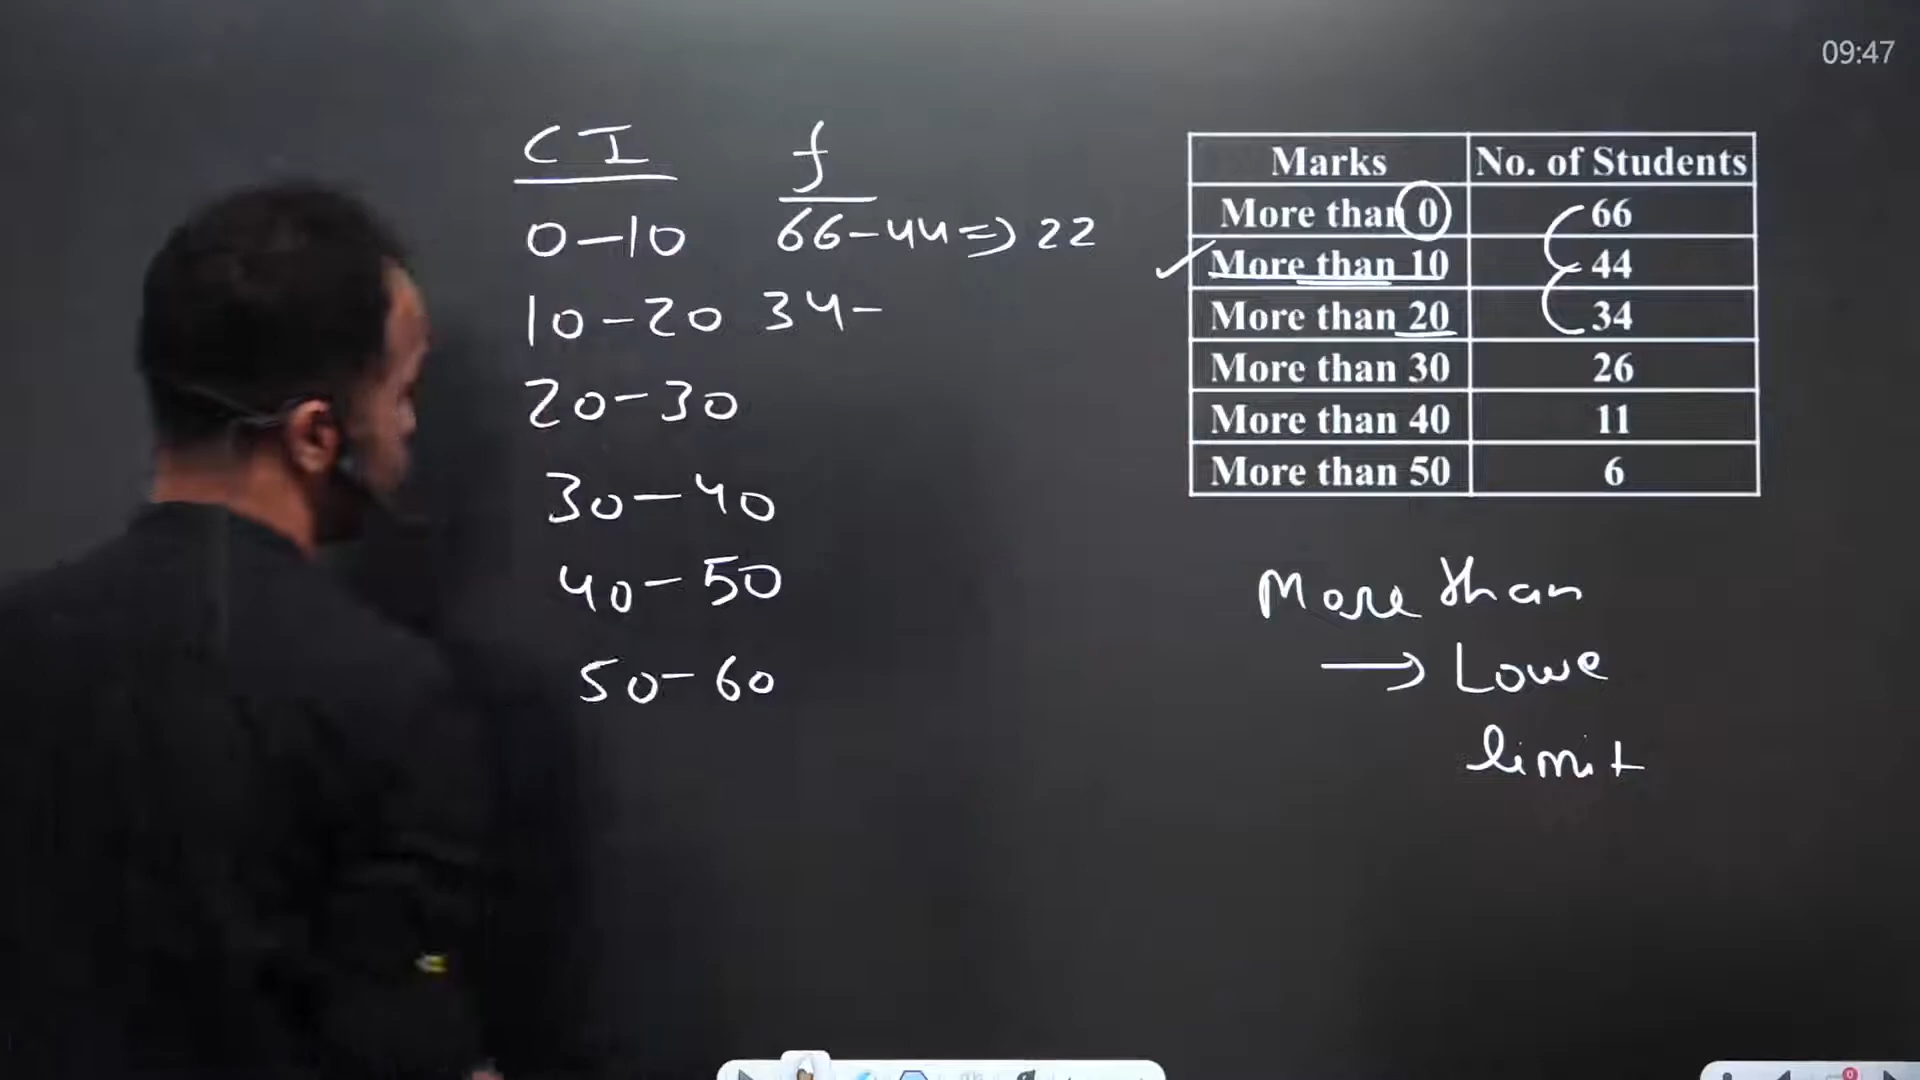 09:47
C I f
0-10 66-44=>22
10-20 34-
20-30
30-40
40-50
50-60
Marks No. of Students
More than 0 66
More than 10 44
More than 20 34
More than 30 26
More than 40 11
More than 50 6
More than
→ Lowe
limit
0